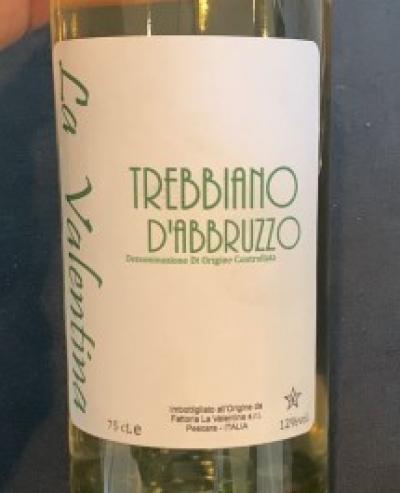 La Valentina
TREBBIANO
D'ABBRUZZO
Denominazione Di Origine Controllata
Imbottigliato all'Origine da
Fattoria La Valentina s.r.l.
Pescara - ITALIA
75 cl.e
12%vol